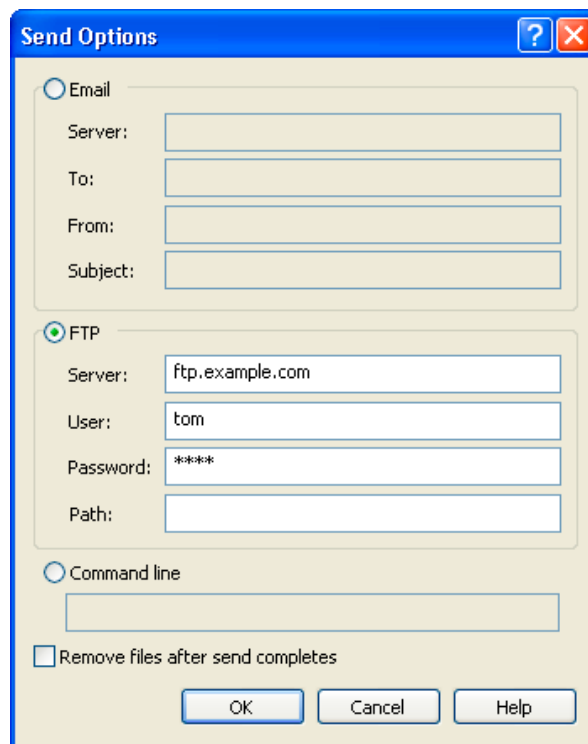 Send Options
Email
Server:
To:
From:
Subject:
FTP
Server: ftp.example.com
User: tom
Password: ****
Path:
Command line
Remove files after send completes
OK Cancel Help